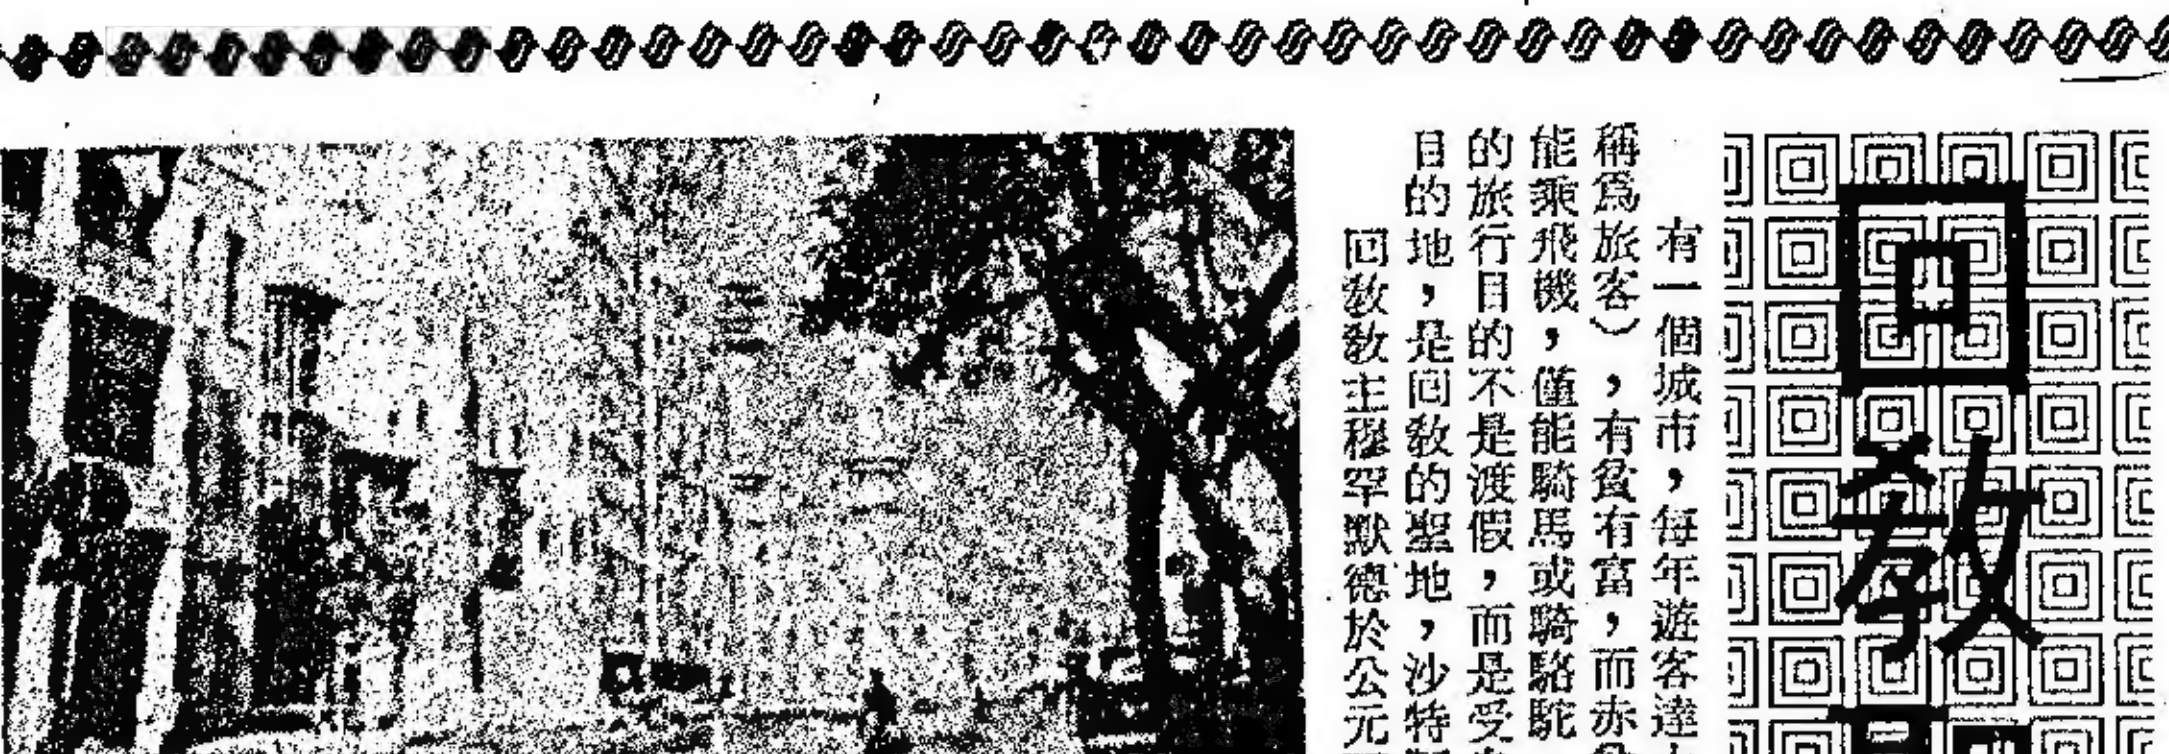 回教
有一個城市，每年遊客達
稱為旅客），有貧有富，而赤
能乘飛機，僅能騎馬或騎駱駝
的旅行目的不是渡假，而是受
目的地，是回教的聖地，沙特
回教教主穆罕默德於公元